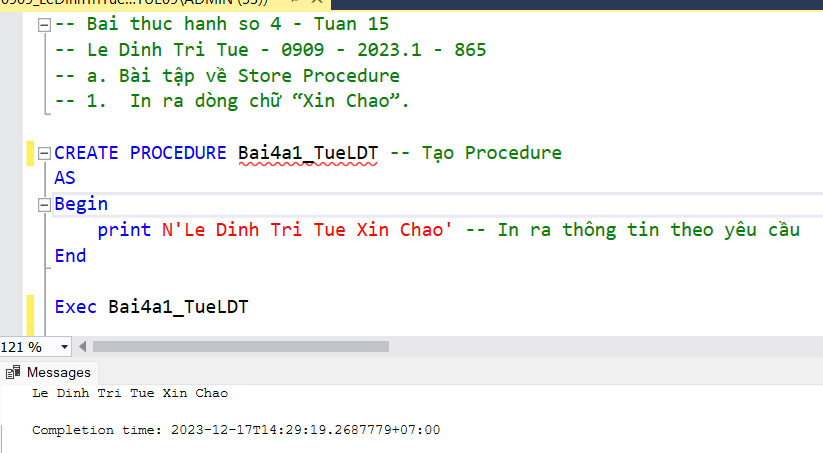 -- Bai thuc hanh so 4 - Tuan 15
-- Le Dinh Tri Tue - 0909 - 2023.1 - 865
-- a. Bài tập về Store Procedure
-- 1.  In ra dòng chữ “Xin Chao”.
CREATE PROCEDURE Bai4a1_TueLDT -- Tạo Procedure
AS
Begin
print N'Le Dinh Tri Tue Xin Chao' -- In ra thông tin theo yêu cầu
End
Exec Bai4a1_TueLDT
121 %
Messages
Le Dinh Tri Tue Xin Chao
Completion time: 2023-12-17T14:29:19.2687779+07:00